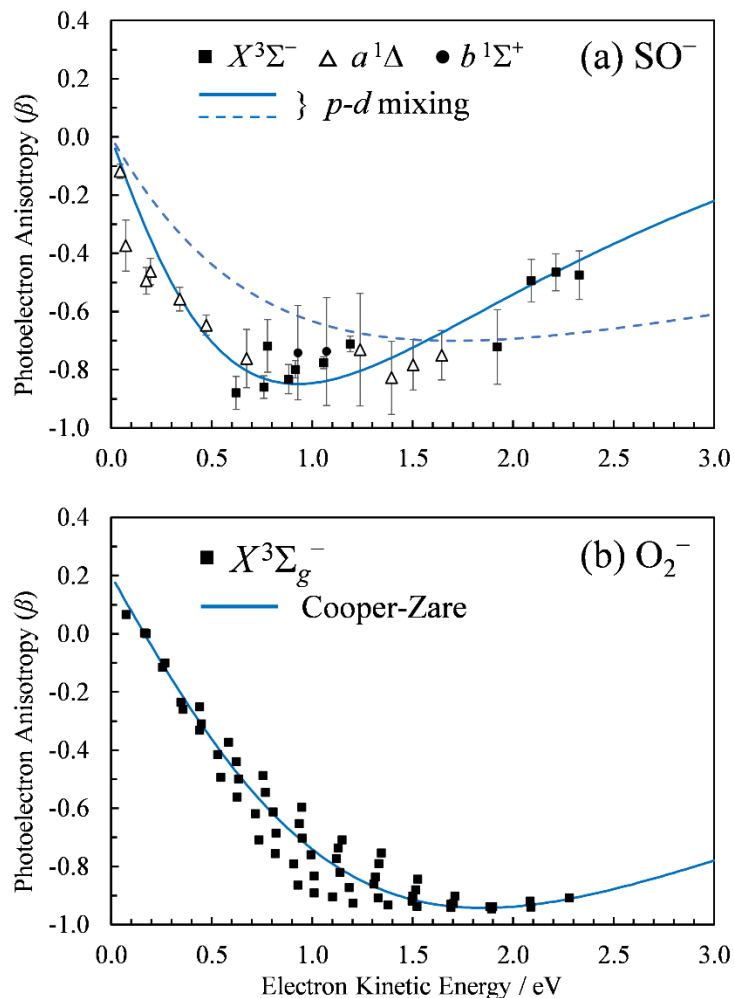 (a) SO⁻
■ X³Σ⁻ △ a¹Δ ● b¹Σ⁺
} p-d mixing
Photoelectron Anisotropy (β)
0.4
0.2
0.0
-0.2
-0.4
-0.6
-0.8
-1.0
0.0 0.5 1.0 1.5 2.0 2.5 3.0
(b) O₂⁻
■ X³Σg⁻
Cooper-Zare
Photoelectron Anisotropy (β)
0.4
0.2
0.0
-0.2
-0.4
-0.6
-0.8
-1.0
0.0 0.5 1.0 1.5 2.0 2.5 3.0
Electron Kinetic Energy / eV